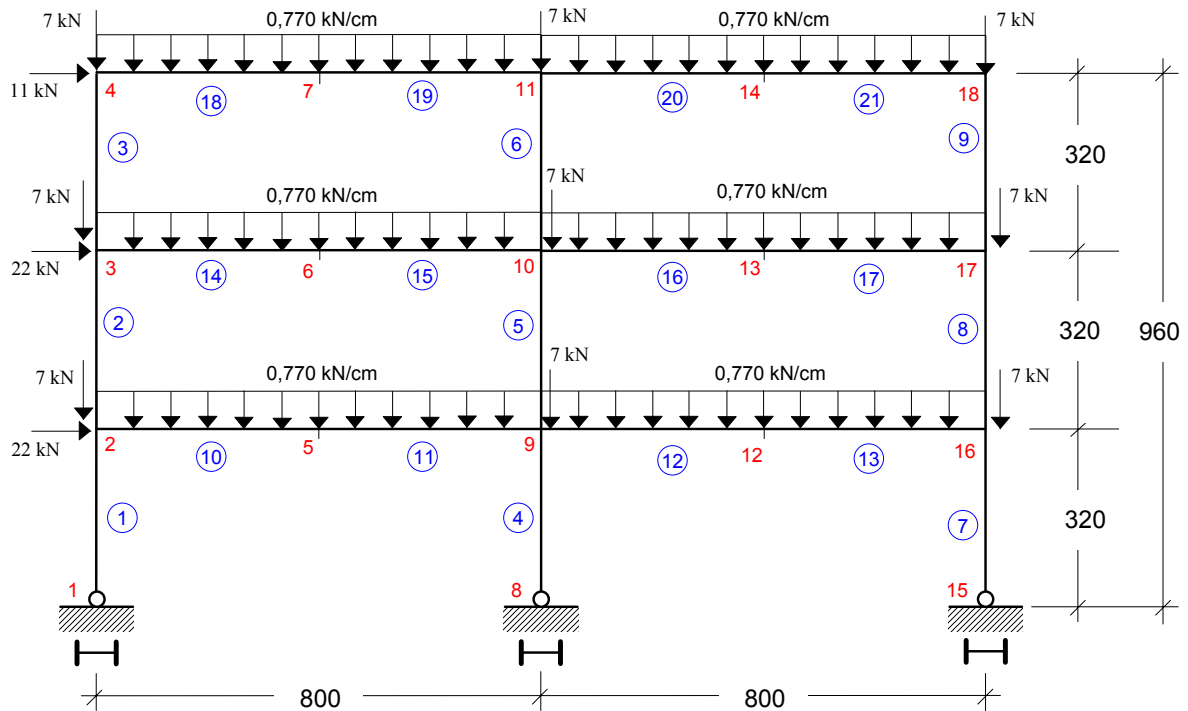 7 kN 0,770 kN/cm 7 kN 0,770 kN/cm 7 kN
11 kN
4 18 7 19 11 20 14 21 18
3 6 9 320
7 kN 0,770 kN/cm 7 kN 0,770 kN/cm 7 kN
22 kN
3 14 6 15 10 16 13 17 17
2 5 8 320 960
7 kN 0,770 kN/cm 7 kN 0,770 kN/cm 7 kN
22 kN
2 10 5 11 9 12 12 13 16
1 4 7 320
1 8 15
800 800